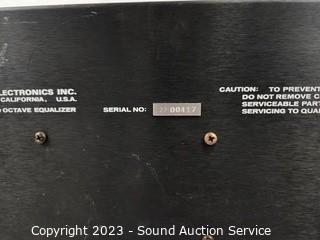 LECTRONICS INC.
CALIFORNIA, U.S.A.
OCTAVE EQUALIZER
SERIAL NO: 00417
CAUTION: TO PREVENT
DO NOT REMOVE C
SERVICEABLE PART
SERVICING TO QUA
Copyright 2023 - Sound Auction Service